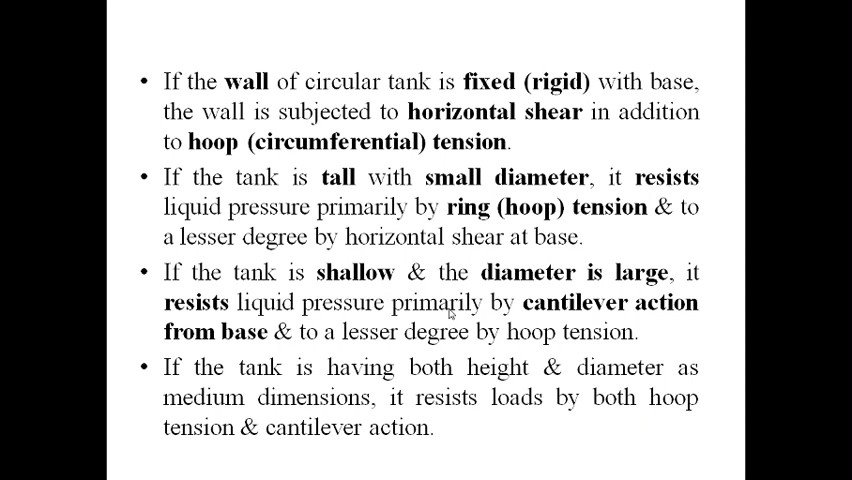 • If the wall of circular tank is fixed (rigid) with base,
the wall is subjected to horizontal shear in addition
to hoop (circumferential) tension.
• If the tank is tall with small diameter, it resists
liquid pressure primarily by ring (hoop) tension & to
a lesser degree by horizontal shear at base.
• If the tank is shallow & the diameter is large, it
resists liquid pressure primarily by cantilever action
from base & to a lesser degree by hoop tension.
• If the tank is having both height & diameter as
medium dimensions, it resists loads by both hoop
tension & cantilever action.